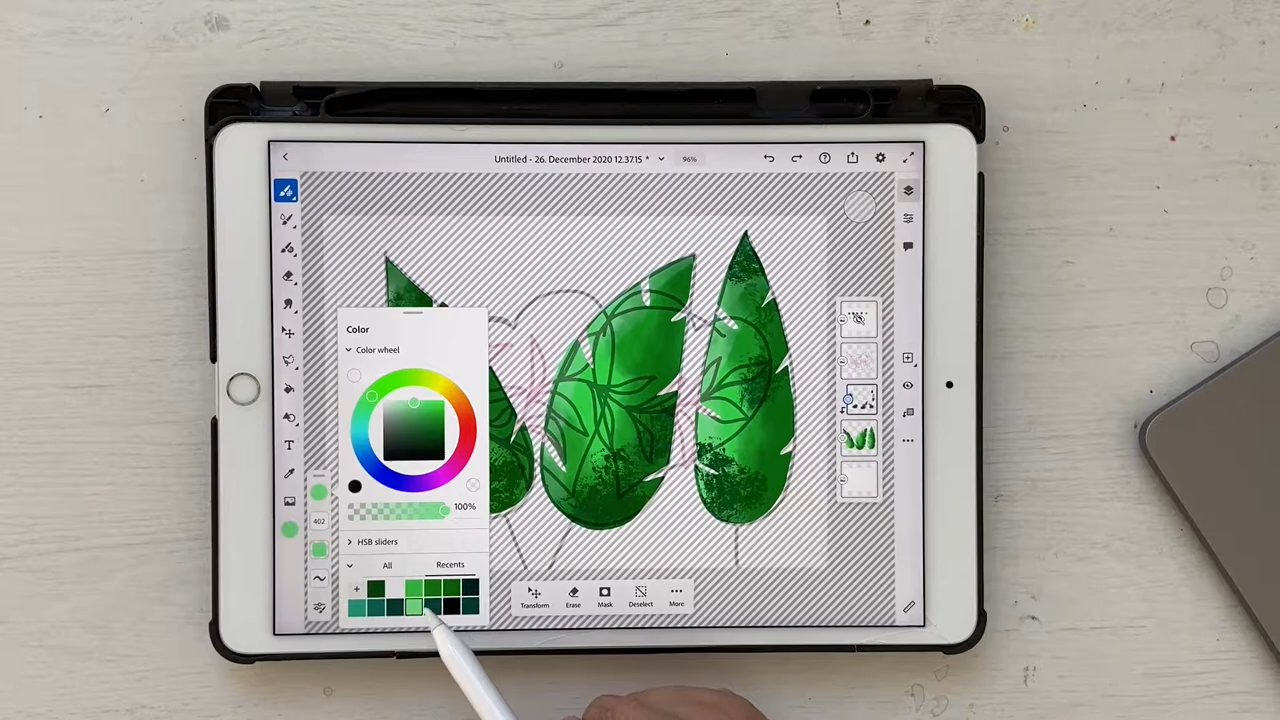 Untitled - 26. December 2020 12.37.15 *
96%
Color
Color wheel
100%
HSB sliders
All
Recents
402
T
Transform
Erase
Mask
Deselect
More